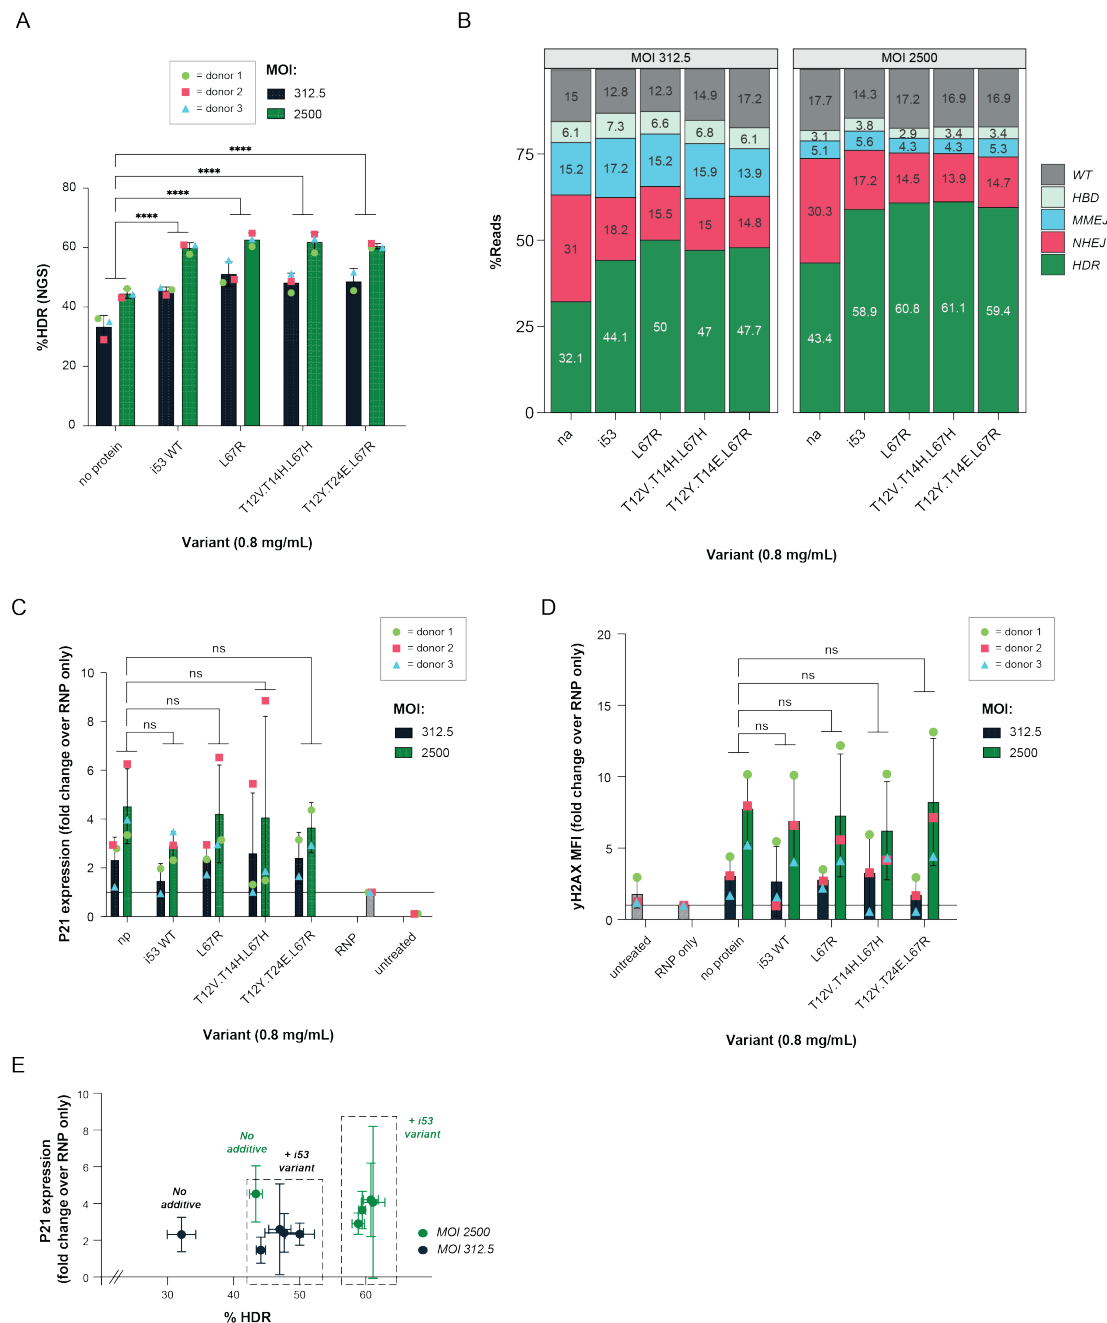 A
= donor 1
= donor 2
= donor 3
MOI:
312.5
2500
****
****
****
****
80
60
40
20
0
%HDR (NGS)
no protein
i53 WT
L67R
T12V.T14H.L67H
T12Y.T24E.L67R
Variant (0.8 mg/mL)
B
MOI 312.5
MOI 2500
15 12.8 12.3 14.9 17.2
6.1 7.3 6.6 6.8 6.1
15.2 17.2 15.2 15.9 13.9
31 18.2 15.5 15 14.8
32.1 44.1 50 47 47.7
17.7 14.3 17.2 16.9 16.9
3.1 3.8 2.9 3.4 3.4
5.1 5.6 4.3 4.3 5.3
30.3 17.2 14.5 13.9 14.7
43.4 58.9 60.8 61.1 59.4
75
50
25
0
%Reads
na
i53
L67R
T12V.T14H.L67H
T12Y.T14E.L67R
na
i53
L67R
T12V.T14H.L67H
T12Y.T14E.L67R
Variant (0.8 mg/mL)
WT
HBD
MMEJ
NHEJ
HDR
C
= donor 1
= donor 2
= donor 3
MOI:
312.5
2500
ns
ns
ns
ns
10
8
6
4
2
0
P21 expression (fold change over RNP only)
np
i53 WT
L67R
T12V.T14H.L67H
T12Y.T24E.L67R
RNP
untreated
Variant (0.8 mg/mL)
D
= donor 1
= donor 2
= donor 3
MOI:
312.5
2500
ns
ns
ns
ns
20
15
10
5
0
yH2AX MFI (fold change over RNP only)
untreated
RNP only
no protein
i53 WT
L67R
T12V.T14H.L67H
T12Y.T24E.L67R
Variant (0.8 mg/mL)
E
10
8
6
4
2
0
P21 expression
(fold change over RNP only)
No
additive
No
additive
+ i53
variant
+ i53
variant
MOI 2500
MOI 312.5
30 40 50 60
% HDR